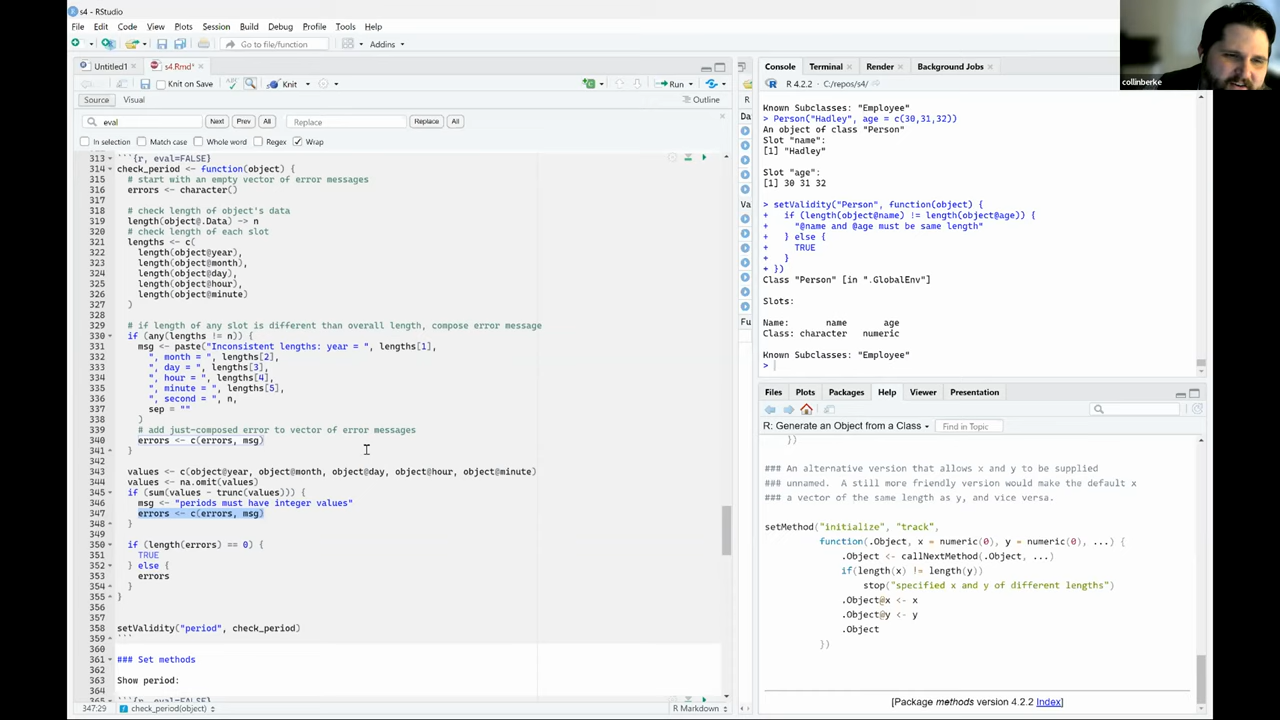 s4 - RStudio
File Edit Code View Plots Session Build Debug Profile Tools Help
Go to file/function Addins
Untitled1 s4.Rmd
Knit on Save Knit Run
Source Visual Outline
eval Next Prev All Replace Replace All
In selection Match case Whole word Regex Wrap
313 ```{r, eval=FALSE}
314 check_period <- function(object) {
315 # start with an empty vector of error messages
316 errors <- character()
317
318 # check length of object's data
319 length(object@.Data) -> n
320 # check length of each slot
321 lengths <- c(
322 length(object@year),
323 length(object@month),
324 length(object@day),
325 length(object@hour),
326 length(object@minute)
327 )
328
329 # if length of any slot is different than overall length, compose error message
330 if (any(lengths != n)) {
331 msg <- paste("Inconsistent lengths: year = ", lengths[1],
332 ", month = ", lengths[2],
333 ", day = ", lengths[3],
334 ", hour = ", lengths[4],
335 ", minute = ", lengths[5],
336 ", second = ", n,
337 sep = ""
338 )
339 # add just-composed error to vector of error messages
340 errors <- c(errors, msg)
341 }
342
343 values <- c(object@year, object@month, object@day, object@hour, object@minute)
344 values <- na.omit(values)
345 if (sum(values - trunc(values))) {
346 msg <- "periods must have integer values"
347 errors <- c(errors, msg)
348 }
349
350 if (length(errors) == 0) {
351 TRUE
352 } else {
353 errors
354 }
355 }
356
357
358 setValidity("period", check_period)
359 ```
360
361 ### Set methods
362
363 Show period:
364
365 ```{r, eval=FALSE}
347:29 check_period(object) R Markdown
Console Terminal Render Background Jobs
R 4.2.2 · C:/repos/s4/
Known Subclasses: "Employee"
> Person("Hadley", age = c(30,31,32))
An object of class "Person"
Slot "name":
[1] "Hadley"
Slot "age":
[1] 30 31 32
> setValidity("Person", function(object) {
+ if (length(object@name) != length(object@age)) {
+ "@name and @age must be same length"
+ } else {
+ TRUE
+ }
+ })
Class "Person" [in ".GlobalEnv"]
Slots:
Name: name age
Class: character numeric
Known Subclasses: "Employee"
>
Files Plots Packages Help Viewer Presentation
R: Generate an Object from a Class Find in Topic
})
### An alternative version that allows x and y to be supplied
### unnamed. A still more friendly version would make the default x
### a vector of the same length as y, and vice versa.
setMethod("initialize", "track",
function(.Object, x = numeric(0), y = numeric(0), ...) {
.Object <- callNextMethod(.Object, ...)
if(length(x) != length(y))
stop("specified x and y of different lengths")
.Object@x <- x
.Object@y <- y
.Object
})
[Package methods version 4.2.2 Index]
collinberke